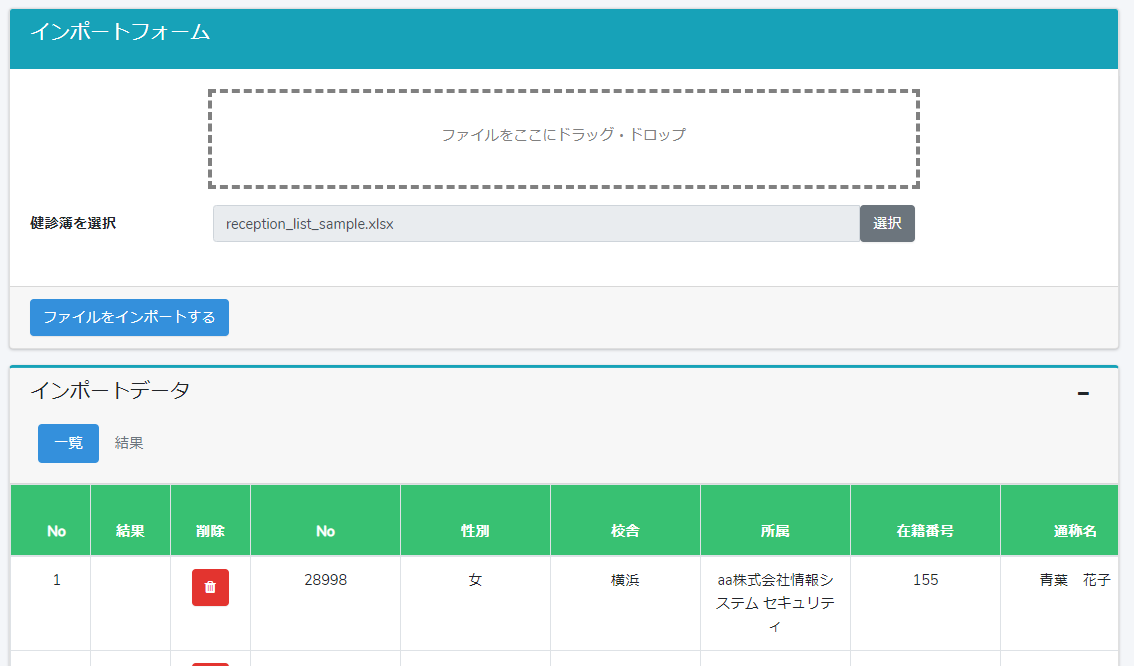 インポートフォーム
ファイルをここにドラッグ・ドロップ
健診薄を選択 reception_list_sample.xlsx 選択
ファイルをインポートする
インポートデータ
一覧 結果
No 結果 削除 No 性別 校舎 所属 在籍番号 通称名
1 28998 女 横浜 aa株式会社情報シ 155 青葉　花子
ステム セキュリテ
ィ